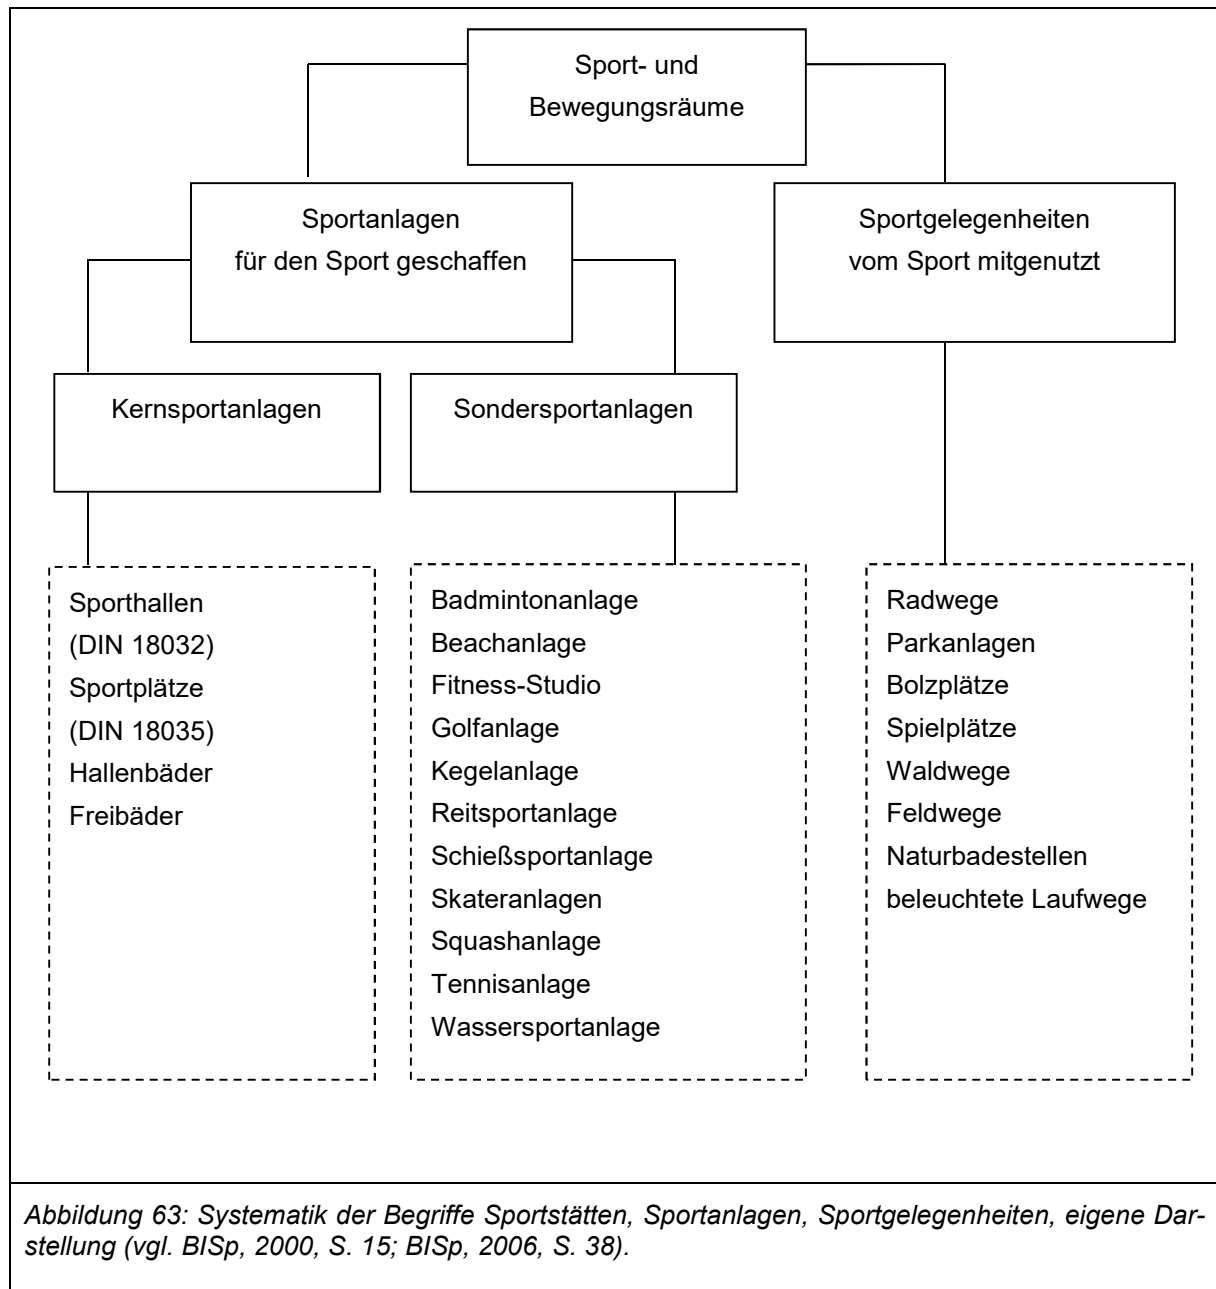 Sport- und
Bewegungsräume
Sportanlagen
für den Sport geschaffen
Sportgelegenheiten
vom Sport mitgenutzt
Kernsportanlagen
Sondersportanlagen
Sporthallen
(DIN 18032)
Sportplätze
(DIN 18035)
Hallenbäder
Freibäder
Badmintonanlage
Beachanlage
Fitness-Studio
Golfanlage
Kegelanlage
Reitsportanlage
Schießsportanlage
Skateranlagen
Squashanlage
Tennisanlage
Wassersportanlage
Radwege
Parkanlagen
Bolzplätze
Spielplätze
Waldwege
Feldwege
Naturbadestellen
beleuchtete Laufwege
Abbildung 63: Systematik der Begriffe Sportstätten, Sportanlagen, Sportgelegenheiten, eigene Dar-
stellung (vgl. BISp, 2000, S. 15; BISp, 2006, S. 38).